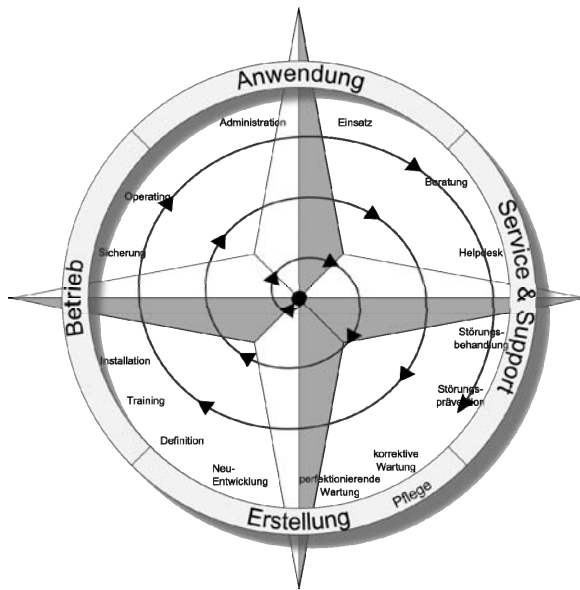 Anwendung
Administration
Einsatz
Beratung
Operating
Service & Support
Sicherung
Helpdesk
Betrieb
Störungs-
behandlung
Installation
Störungs-
prävention
Training
Definition
korrektive
Wartung
Neu-
Entwicklung
perfektionierende
Wartung
Pflege
Erstellung